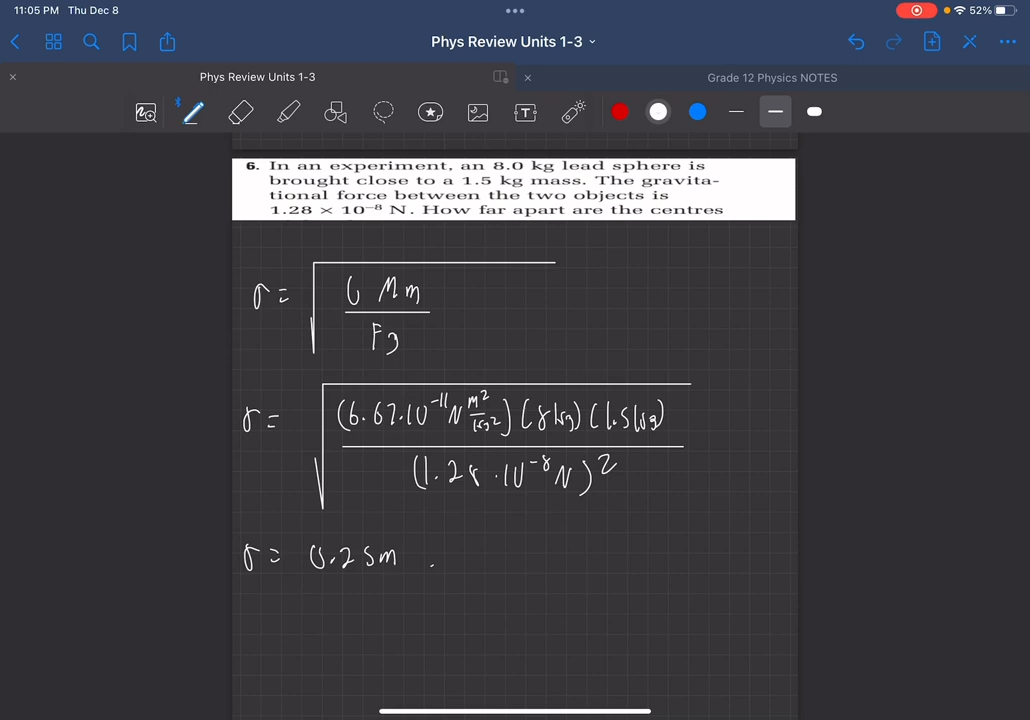 11:05 PM Thu Dec 8
52%
Phys Review Units 1-3
Phys Review Units 1-3
Grade 12 Physics NOTES
6. In an experiment, an 8.0 kg lead sphere is
brought close to a 1.5 kg mass. The gravita-
tional force between the two objects is
1.28 × 10⁻⁸ N. How far apart are the centres
r = √(G Mm / Fg)
r = √((6.67·10⁻¹¹ N m²/kg²)(8kg)(1.5kg) / (1.28·10⁻⁸N)²)
r = 0.25m